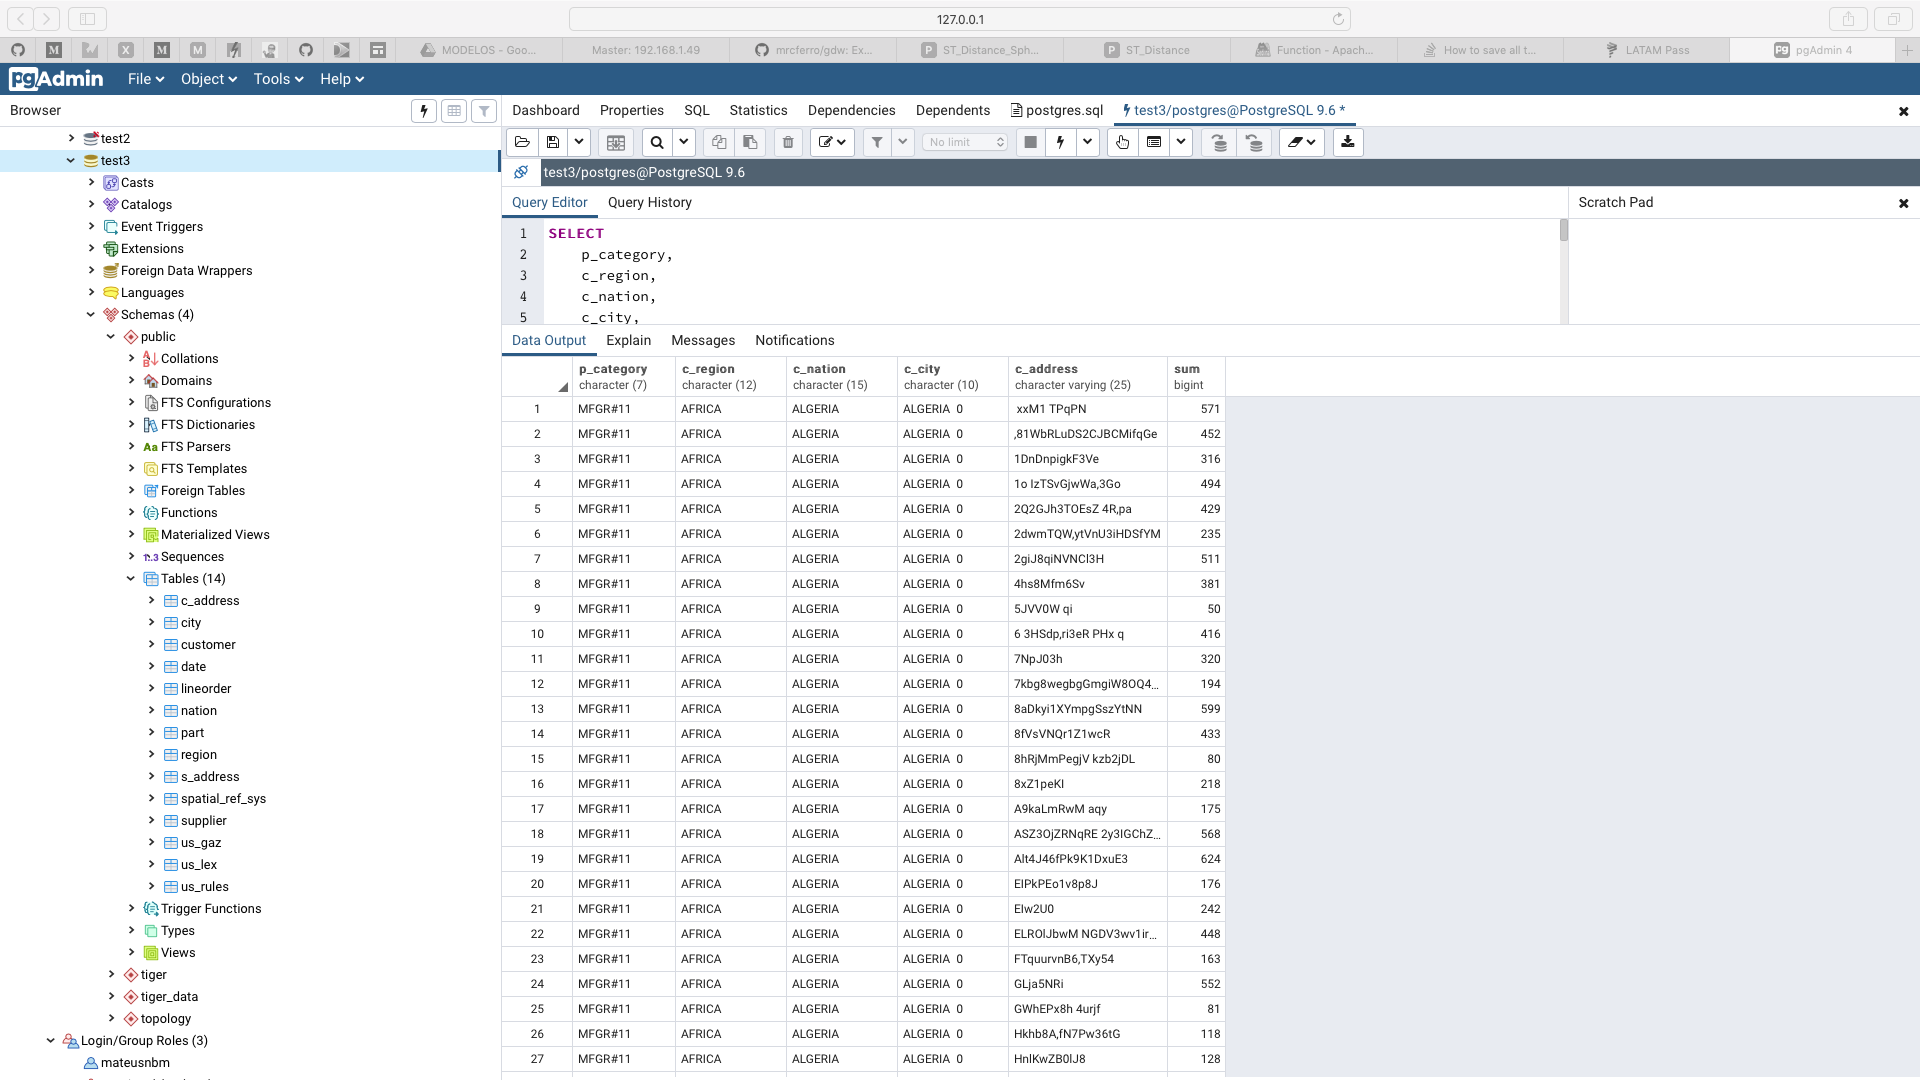 127.0.0.1
MODELOS - Goo...
Master: 192.168.1.49
mrcferro/gdw: Ex...
ST_Distance_Sph...
ST_Distance
Function - Apach...
How to save all t...
LATAM Pass
pgAdmin 4
pgAdmin File Object Tools Help
Browser
Dashboard Properties SQL Statistics Dependencies Dependents postgres.sql test3/postgres@PostgreSQL 9.6 *
No limit
test3/postgres@PostgreSQL 9.6
test2
test3
Casts
Catalogs
Event Triggers
Extensions
Foreign Data Wrappers
Languages
Schemas (4)
public
Collations
Domains
FTS Configurations
FTS Dictionaries
FTS Parsers
FTS Templates
Foreign Tables
Functions
Materialized Views
Sequences
Tables (14)
c_address
city
customer
date
lineorder
nation
part
region
s_address
spatial_ref_sys
supplier
us_gaz
us_lex
us_rules
Trigger Functions
Types
Views
tiger
tiger_data
topology
Login/Group Roles (3)
mateusnbm
Query Editor Query History
Scratch Pad
1 SELECT
2 p_category,
3 c_region,
4 c_nation,
5 c_city,
Data Output Explain Messages Notifications
p_category c_region c_nation c_city c_address sum
character (7) character (12) character (15) character (10) character varying (25) bigint
1 MFGR#11 AFRICA ALGERIA ALGERIA 0 xxM1 TPqPN 571
2 MFGR#11 AFRICA ALGERIA ALGERIA 0 ,81WbRLuDS2CJBCMifqGe 452
3 MFGR#11 AFRICA ALGERIA ALGERIA 0 1DnDnpigkF3Ve 316
4 MFGR#11 AFRICA ALGERIA ALGERIA 0 1o IzTSvGjwWa,3Go 494
5 MFGR#11 AFRICA ALGERIA ALGERIA 0 2Q2GJh3TOEsZ 4R,pa 429
6 MFGR#11 AFRICA ALGERIA ALGERIA 0 2dwmTQW,ytVnU3iHDSfYM 235
7 MFGR#11 AFRICA ALGERIA ALGERIA 0 2giJ8qiNVNCl3H 511
8 MFGR#11 AFRICA ALGERIA ALGERIA 0 4hs8Mfm6Sv 381
9 MFGR#11 AFRICA ALGERIA ALGERIA 0 5JVV0W qi 50
10 MFGR#11 AFRICA ALGERIA ALGERIA 0 6 3HSdp,ri3eR PHx q 416
11 MFGR#11 AFRICA ALGERIA ALGERIA 0 7NpJ03h 320
12 MFGR#11 AFRICA ALGERIA ALGERIA 0 7kbg8wegbgGmgiW8OQ4... 194
13 MFGR#11 AFRICA ALGERIA ALGERIA 0 8aDkyi1XYmpgSszYtNN 599
14 MFGR#11 AFRICA ALGERIA ALGERIA 0 8fVsVNQr1Z1wcR 433
15 MFGR#11 AFRICA ALGERIA ALGERIA 0 8hRjMmPegjV kzb2jDL 80
16 MFGR#11 AFRICA ALGERIA ALGERIA 0 8xZ1peKI 218
17 MFGR#11 AFRICA ALGERIA ALGERIA 0 A9kaLmRwM aqy 175
18 MFGR#11 AFRICA ALGERIA ALGERIA 0 ASZ3OjZRNqRE 2y3IGChZ... 568
19 MFGR#11 AFRICA ALGERIA ALGERIA 0 Alt4J46fPk9K1DxuE3 624
20 MFGR#11 AFRICA ALGERIA ALGERIA 0 EIPkPEo1v8p8J 176
21 MFGR#11 AFRICA ALGERIA ALGERIA 0 EIw2U0 242
22 MFGR#11 AFRICA ALGERIA ALGERIA 0 ELROlJbwM NGDV3wv1ir... 448
23 MFGR#11 AFRICA ALGERIA ALGERIA 0 FTquurvnB6,TXy54 163
24 MFGR#11 AFRICA ALGERIA ALGERIA 0 GLja5NRi 552
25 MFGR#11 AFRICA ALGERIA ALGERIA 0 GWhEPx8h 4urjf 81
26 MFGR#11 AFRICA ALGERIA ALGERIA 0 Hkhb8A,fN7Pw36tG 118
27 MFGR#11 AFRICA ALGERIA ALGERIA 0 HnlKwZB0lJ8 128